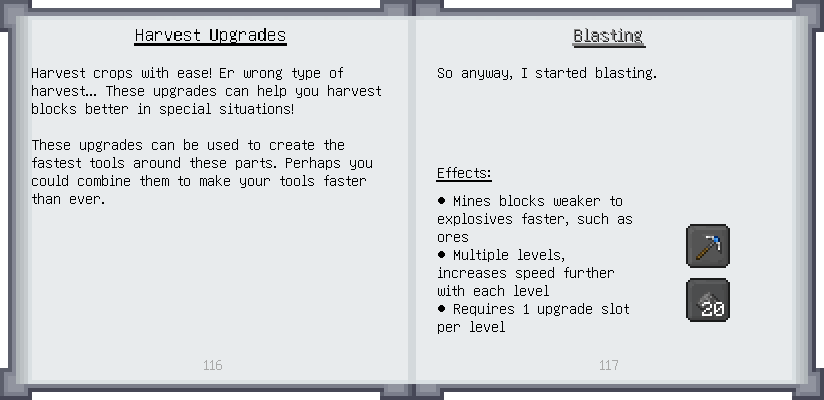 Harvest Upgrades
Harvest crops with ease! Er wrong type of
harvest... These upgrades can help you harvest
blocks better in special situations!
These upgrades can be used to create the
fastest tools around these parts. Perhaps you
could combine them to make your tools faster
than ever.
116
Blasting
So anyway, I started blasting.
Effects:
• Mines blocks weaker to
explosives faster, such as
ores
• Multiple levels,
increases speed further
with each level
• Requires 1 upgrade slot
per level
20
117